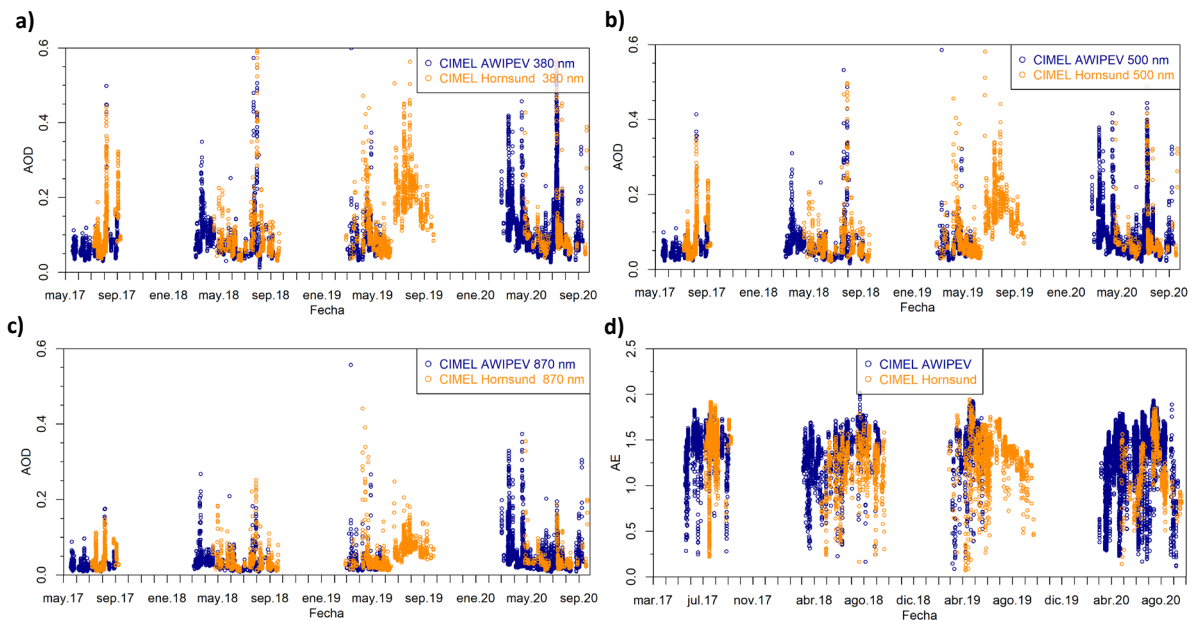 a)
0.6
0.4
0.2
0.0
AOD
CIMEL AWIPEV 380 nm
CIMEL Hornsund 380 nm
may.17 sep.17 ene.18 may.18 sep.18 ene.19 may.19 sep.19 ene.20 may.20 sep.20
Fecha
b)
0.6
0.4
0.2
0.0
AOD
CIMEL AWIPEV 500 nm
CIMEL Hornsund 500 nm
may.17 sep.17 ene.18 may.18 sep.18 ene.19 may.19 sep.19 ene.20 may.20 sep.20
Fecha
c)
0.6
0.4
0.2
0.0
AOD
CIMEL AWIPEV 870 nm
CIMEL Hornsund 870 nm
may.17 sep.17 ene.18 may.18 sep.18 ene.19 may.19 sep.19 ene.20 may.20 sep.20
Fecha
d)
2.5
2.0
1.5
1.0
0.5
0.0
AE
CIMEL AWIPEV
CIMEL Hornsund
mar.17 jul.17 nov.17 abr.18 ago.18 dic.18 abr.19 ago.19 dic.19 abr.20 ago.20
Fecha